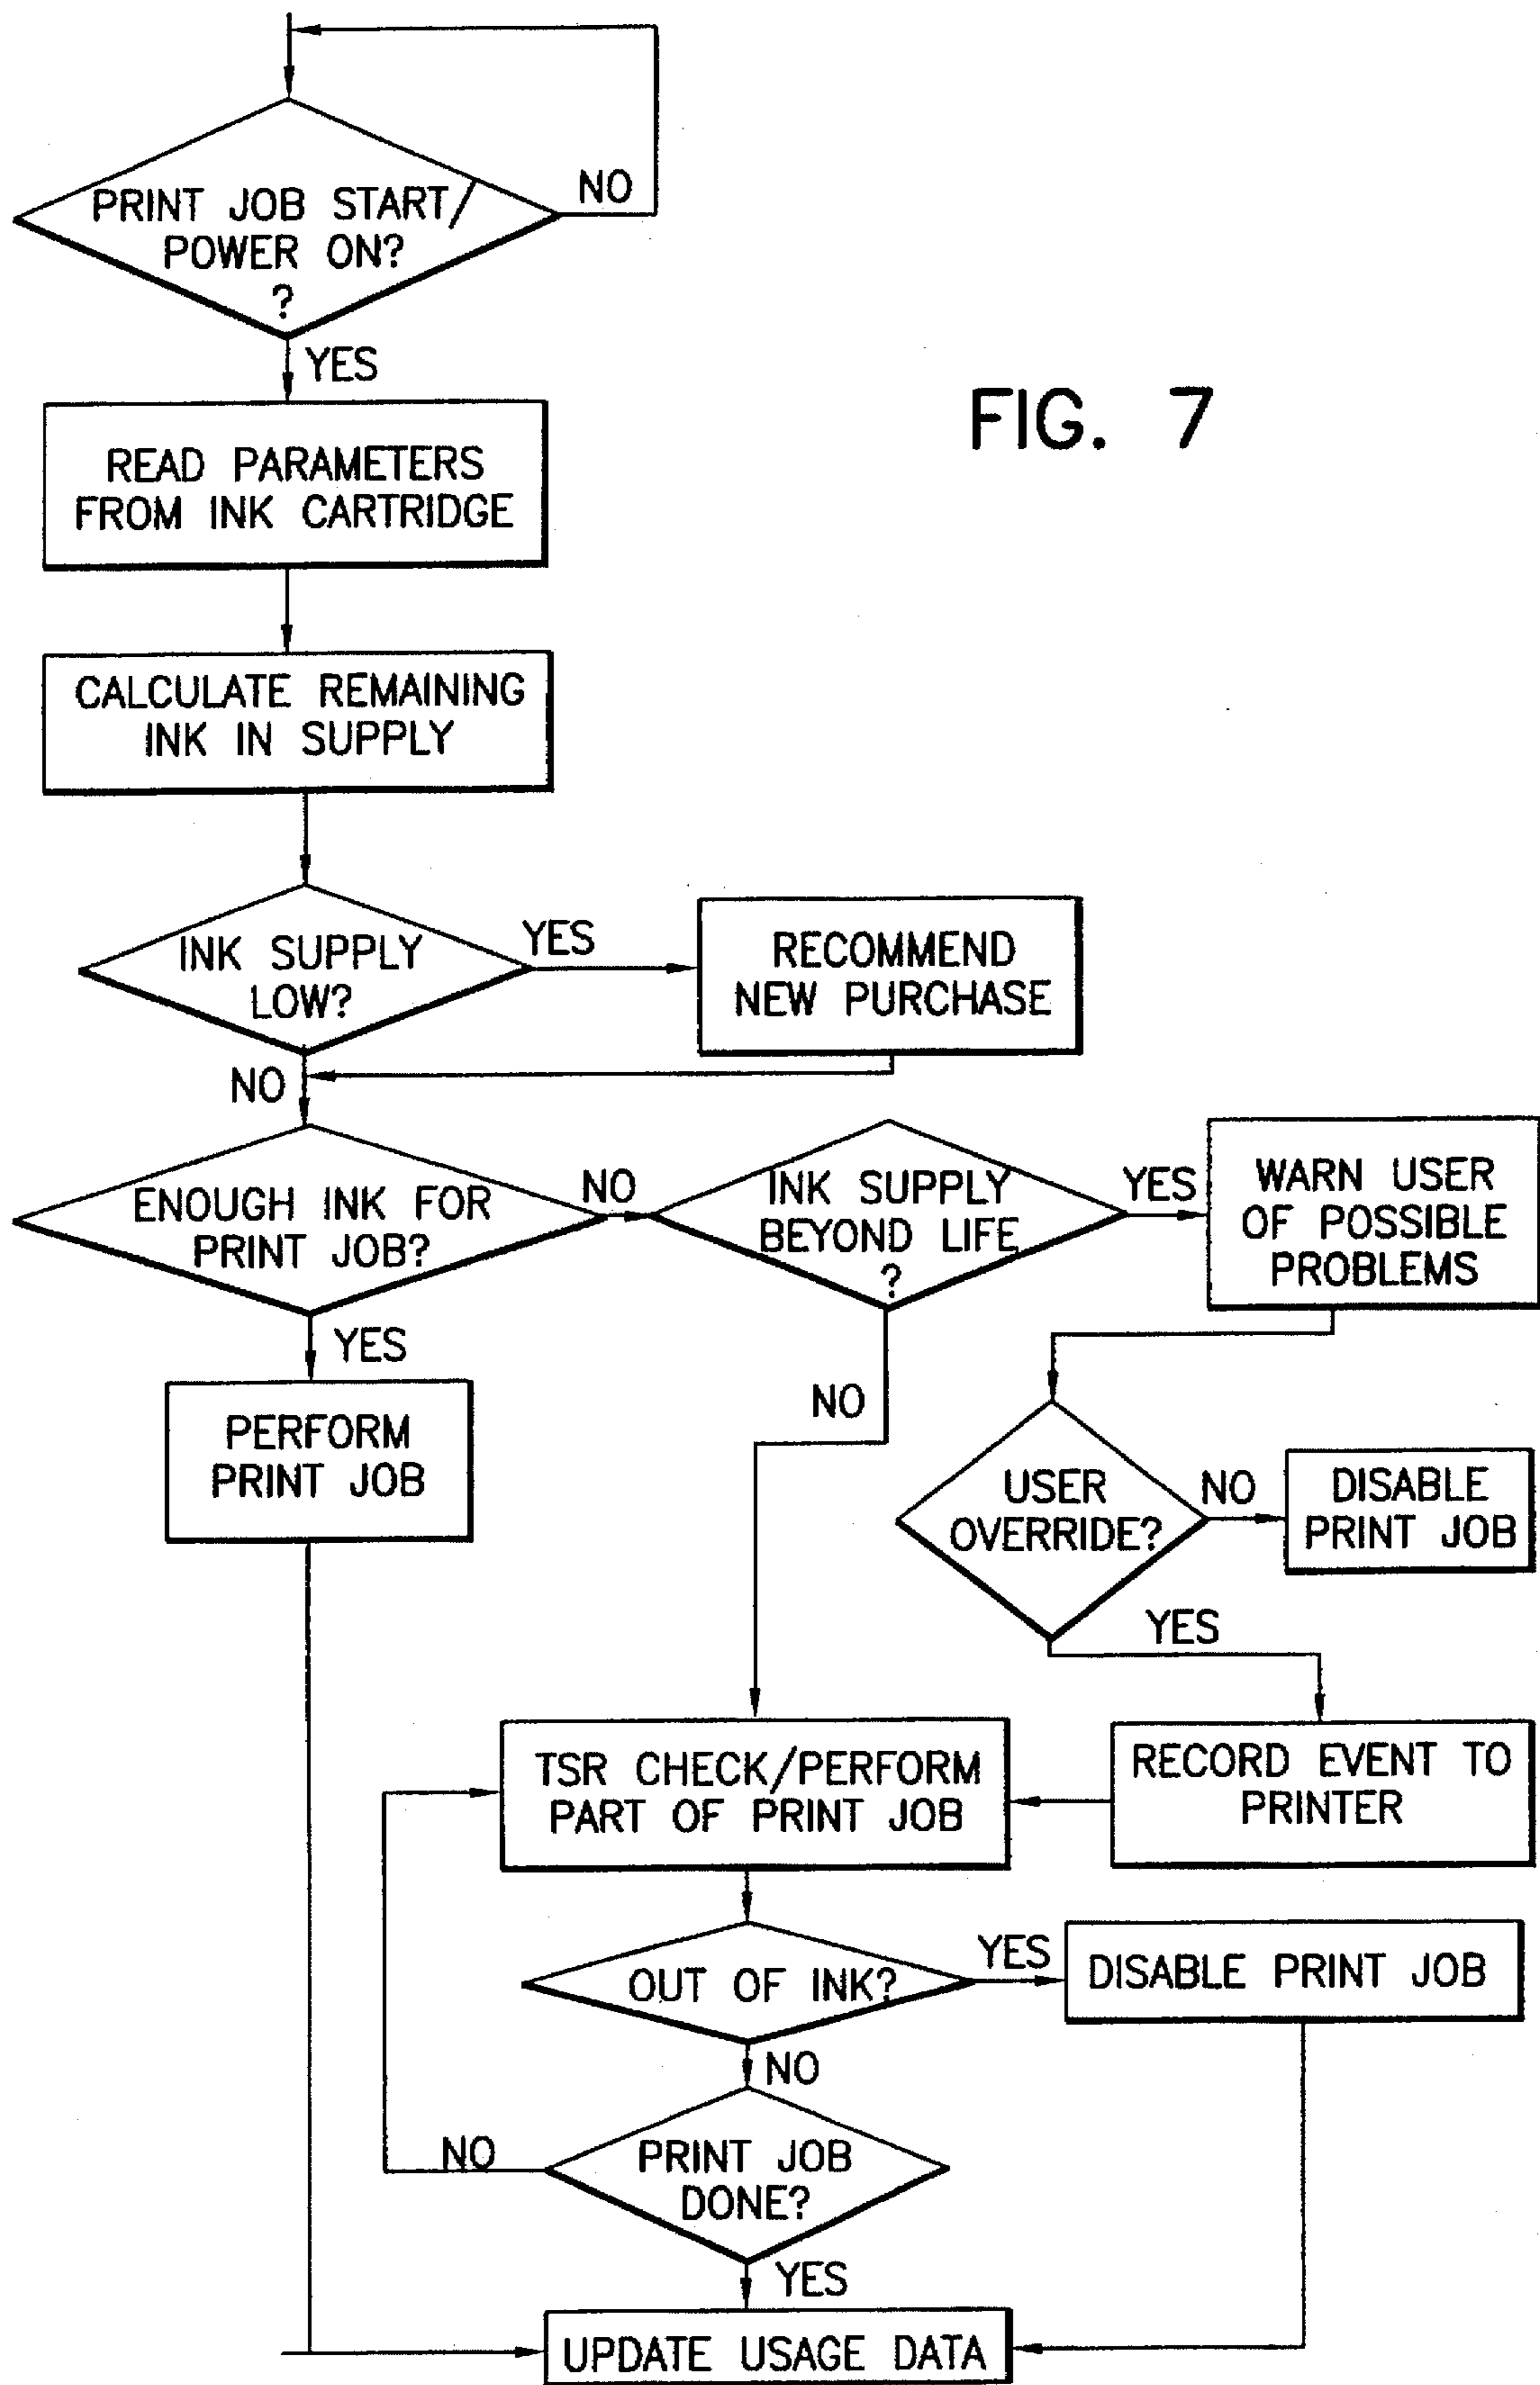 PRINT JOB START/
POWER ON?
?
NO
YES
FIG. 7
READ PARAMETERS
FROM INK CARTRIDGE
CALCULATE REMAINING
INK IN SUPPLY
INK SUPPLY
LOW?
YES
RECOMMEND
NEW PURCHASE
NO
ENOUGH INK FOR
PRINT JOB?
NO
INK SUPPLY
BEYOND LIFE
?
YES
WARN USER
OF POSSIBLE
PROBLEMS
YES
NO
PERFORM
PRINT JOB
USER
OVERRIDE?
NO
DISABLE
PRINT JOB
YES
TSR CHECK/PERFORM
PART OF PRINT JOB
RECORD EVENT TO
PRINTER
OUT OF INK?
YES
DISABLE PRINT JOB
NO
PRINT JOB
DONE?
NO
YES
UPDATE USAGE DATA